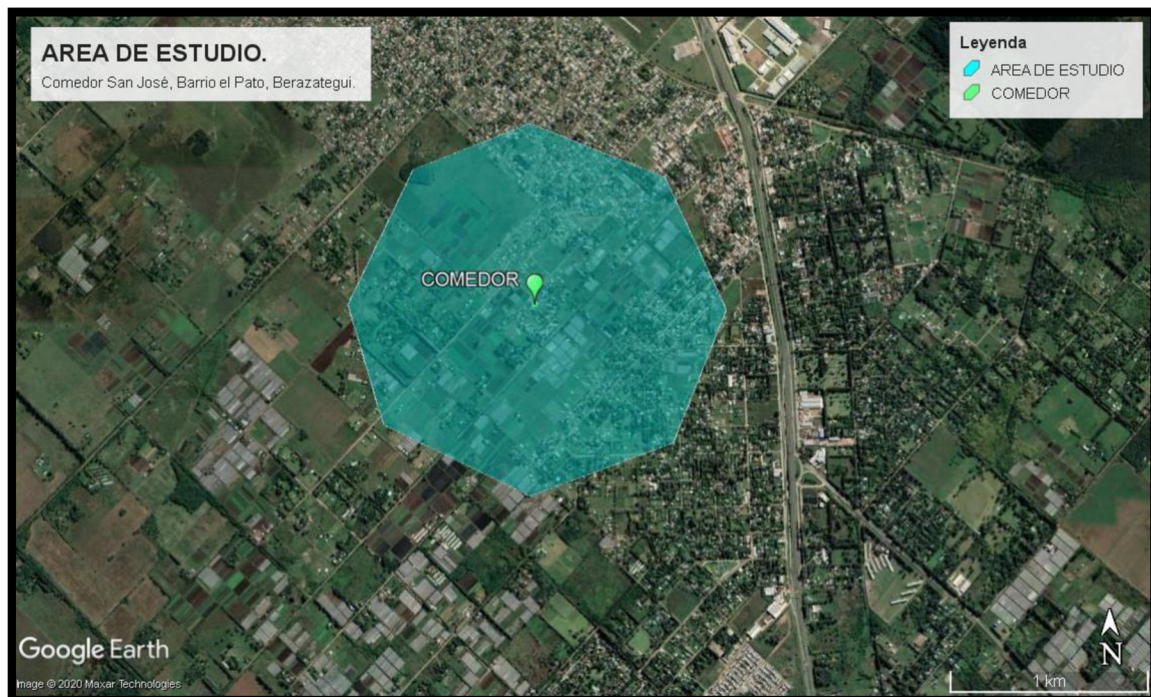 AREA DE ESTUDIO.
Comedor San José, Barrio el Pato, Berazategui.
Leyenda
AREA DE ESTUDIO
COMEDOR
COMEDOR
Google Earth
Image © 2020 Maxar Technologies
N
1 km